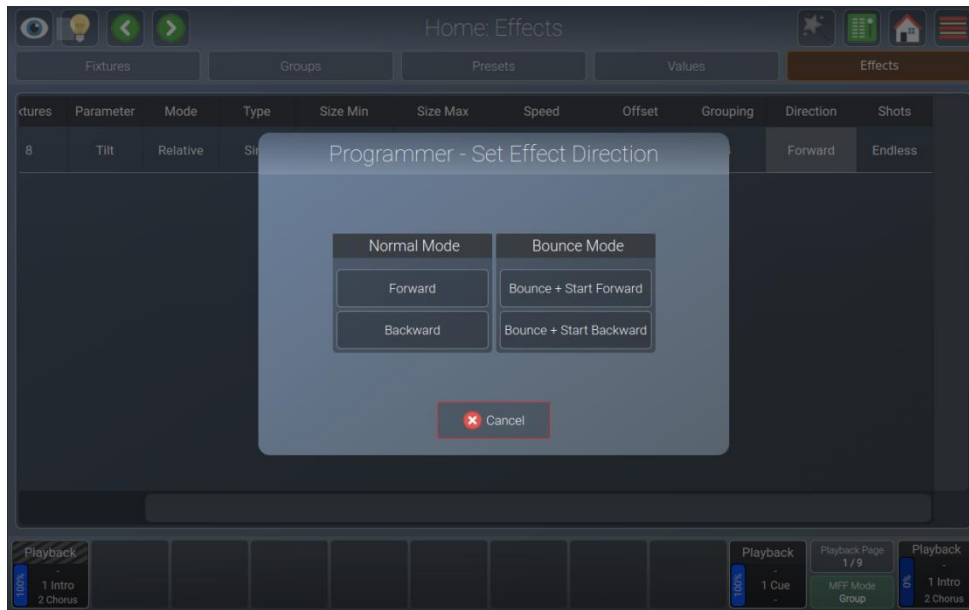 Home: Effects
Fixtures Groups Presets Values Effects
xtures Parameter Mode Type Size Min Size Max Speed Offset Grouping Direction Shots
8 Tilt Relative Sin Forward Endless
Programmer - Set Effect Direction
Normal Mode Bounce Mode
Forward Bounce + Start Forward
Backward Bounce + Start Backward
Cancel
Playback
-
100%
1 Intro
2 Chorus
Playback
-
100%
1 Cue
-
Playback Page
1 / 9
MFF Mode
Group
Playback
-
0%
1 Intro
2 Chorus